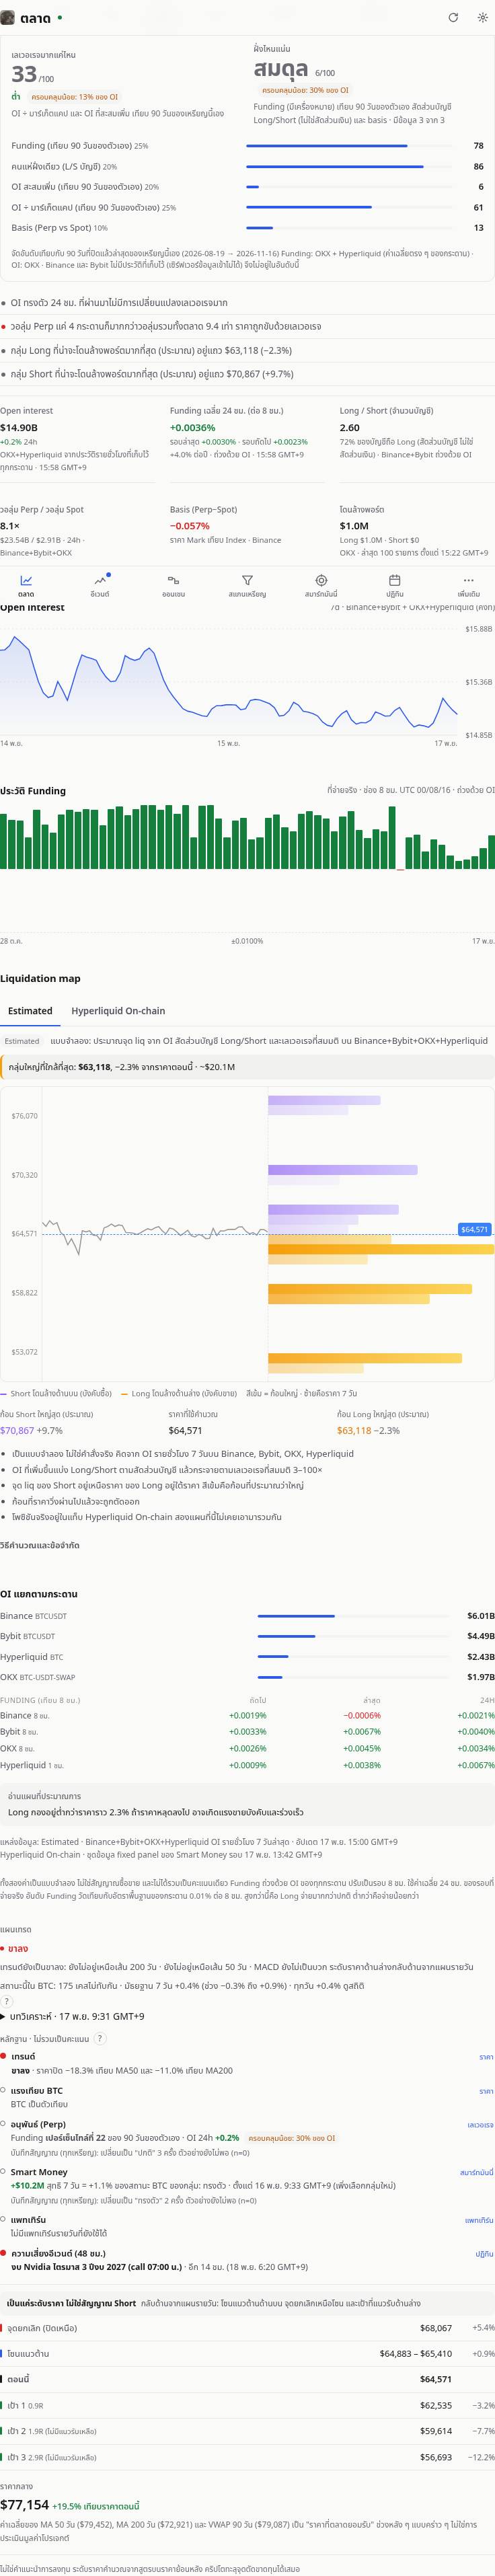 ตลาด
เลเวอเรจมากแค่ไหน
33 /100
ต่ำ ครอบคลุมน้อย: 13% ของ OI
OI ÷ มาร์เก็ตแคป และ OI ที่สะสมเพิ่ม เทียบ 90 วันของเหรียญนี้เอง
ฝั่งไหนแน่น
สมดุล 6/100
ครอบคลุมน้อย: 30% ของ OI
Funding (มีเครื่องหมาย) เทียบ 90 วันของตัวเอง สัดส่วนบัญชี
Long/Short (ไม่ใช่สัดส่วนเงิน) และ basis · มีข้อมูล 3 จาก 3
Funding (เทียบ 90 วันของตัวเอง) 25% 78
คนแห่ฝั่งเดียว (L/S บัญชี) 20% 86
OI สะสมเพิ่ม (เทียบ 90 วันของตัวเอง) 20% 6
OI ÷ มาร์เก็ตแคป (เทียบ 90 วันของตัวเอง) 25% 61
Basis (Perp vs Spot) 10% 13
จัดอันดับเทียบกับ 90 วันที่ปิดแล้วล่าสุดของเหรียญนี้เอง (2026-08-19 → 2026-11-16) Funding: OKX + Hyperliquid (ค่าเฉลี่ยตรง ๆ ของกระดาน) ·
OI: OKX · Binance และ Bybit ไม่มีประวัติที่เก็บไว้ (เซิร์ฟเวอร์ข้อมูลเข้าไม่ได้) จึงไม่อยู่ในอันดับนี้
OI ทรงตัว 24 ชม. ที่ผ่านมาไม่มีการเปลี่ยนแปลงเลเวอเรจมาก
วอลุ่ม Perp แค่ 4 กระดานก็มากกว่าวอลุ่มรวมทั้งตลาด 9.4 เท่า ราคาถูกขับด้วยเลเวอเรจ
กลุ่ม Long ที่น่าจะโดนล้างพอร์ตมากที่สุด (ประมาณ) อยู่แถว $63,118 (−2.3%)
กลุ่ม Short ที่น่าจะโดนล้างพอร์ตมากที่สุด (ประมาณ) อยู่แถว $70,867 (+9.7%)
Open interest
$14.90B
+0.2% 24h
OKX+Hyperliquid จากประวัติรายชั่วโมงที่เก็บไว้
ทุกกระดาน · 15:58 GMT+9
Funding เฉลี่ย 24 ชม. (ต่อ 8 ชม.)
+0.0036%
รอบล่าสุด +0.0030% · รอบถัดไป +0.0023%
+4.0% ต่อปี · ถ่วงด้วย OI · 15:58 GMT+9
Long / Short (จำนวนบัญชี)
2.60
72% ของบัญชีถือ Long (สัดส่วนบัญชี ไม่ใช่
สัดส่วนเงิน) · Binance+Bybit ถ่วงด้วย OI
วอลุ่ม Perp / วอลุ่ม Spot
8.1×
$23.54B / $2.91B · 24h ·
Binance+Bybit+OKX
Basis (Perp−Spot)
−0.057%
ราคา Mark เทียบ Index · Binance
โดนล้างพอร์ต
$1.0M
Long $1.0M · Short $0
OKX · ล่าสุด 100 รายการ ตั้งแต่ 15:22 GMT+9
ตลาด
อีเวนต์
ออนเชน
สแกนเหรียญ
สมาร์ทมันนี่
ปฏิทิน
เพิ่มเติม
Open interest
7d · Binance+Bybit + OKX+Hyperliquid (คงที่)
$15.88B
$15.36B
$14.85B
14 พ.ย. 15 พ.ย. 17 พ.ย.
ประวัติ Funding
ที่จ่ายจริง · ช่อง 8 ชม. UTC 00/08/16 · ถ่วงด้วย OI
28 ต.ค. ±0.0100% 17 พ.ย.
Liquidation map
Estimated Hyperliquid On-chain
Estimated แบบจำลอง: ประมาณจุด liq จาก OI สัดส่วนบัญชี Long/Short และเลเวอเรจที่สมมติ บน Binance+Bybit+OKX+Hyperliquid
กลุ่มใหญ่ที่ใกล้ที่สุด: $63,118, −2.3% จากราคาตอนนี้ · ~$20.1M
$76,070
$70,320
$64,571
$64,571
$58,822
$53,072
Short โดนล้างด้านบน (บังคับซื้อ) Long โดนล้างด้านล่าง (บังคับขาย) สีเข้ม = ก้อนใหญ่ · ซ้ายคือราคา 7 วัน
ก้อน Short ใหญ่สุด (ประมาณ)
$70,867 +9.7%
ราคาที่ใช้คำนวณ
$64,571
ก้อน Long ใหญ่สุด (ประมาณ)
$63,118 −2.3%
เป็นแบบจำลอง ไม่ใช่คำสั่งจริง คิดจาก OI รายชั่วโมง 7 วันบน Binance, Bybit, OKX, Hyperliquid
OI ที่เพิ่มขึ้นแบ่ง Long/Short ตามสัดส่วนบัญชี แล้วกระจายตามเลเวอเรจที่สมมติ 3–100×
จุด liq ของ Short อยู่เหนือราคา ของ Long อยู่ใต้ราคา สีเข้มคือก้อนที่ประมาณว่าใหญ่
ก้อนที่ราคาวิ่งผ่านไปแล้วจะถูกตัดออก
โพซิชันจริงอยู่ในแท็บ Hyperliquid On-chain สองแผนที่นี้ไม่เคยเอามารวมกัน
วิธีคำนวณและข้อจำกัด
OI แยกตามกระดาน
Binance BTCUSDT $6.01B
Bybit BTCUSDT $4.49B
Hyperliquid BTC $2.43B
OKX BTC-USDT-SWAP $1.97B
FUNDING (เทียบ 8 ชม.) ถัดไป ล่าสุด 24H
Binance 8 ชม. +0.0019% −0.0006% +0.0021%
Bybit 8 ชม. +0.0033% +0.0067% +0.0040%
OKX 8 ชม. +0.0026% +0.0045% +0.0034%
Hyperliquid 1 ชม. +0.0009% +0.0038% +0.0067%
อ่านแผนที่ประมาณการ
Long กองอยู่ต่ำกว่าราคาราว 2.3% ถ้าราคาหลุดลงไป อาจเกิดแรงขายบังคับและร่วงเร็ว
แหล่งข้อมูล: Estimated · Binance+Bybit+OKX+Hyperliquid OI รายชั่วโมง 7 วันล่าสุด · อัปเดต 17 พ.ย. 15:00 GMT+9
Hyperliquid On-chain · ชุดข้อมูล fixed panel ของ Smart Money รอบ 17 พ.ย. 13:42 GMT+9
ทั้งสองค่าที่เป็นแบบจำลอง ไม่ใช่สัญญาณซื้อขาย และไม่ได้รวมเป็นคะแนนเดียว Funding ถ่วงด้วย OI ของทุกกระดาน ปรับเป็นรอบ 8 ชม. ใช้ค่าเฉลี่ย 24 ชม. ของรอบที่
จ่ายจริง อันดับ Funding วัดเทียบกับอัตราพื้นฐานของกระดาน 0.01% ต่อ 8 ชม. สูงกว่านี้คือ Long จ่ายมากกว่าปกติ ต่ำกว่าคือจ่ายน้อยกว่า
แผนเทรด
ขาลง
เทรนด์ยังเป็นขาลง: ยังไม่อยู่เหนือเส้น 200 วัน · ยังไม่อยู่เหนือเส้น 50 วัน · MACD ยังไม่เป็นบวก ระดับราคาด้านล่างกลับด้านจากแผนรายวัน
สถานะนี้ใน BTC: 175 เคสไม่ทับกัน · มัธยฐาน 7 วัน +0.4% (ช่วง −0.3% ถึง +0.9%) · ทุกวัน +0.4% ดูสถิติ
?
บทวิเคราะห์ · 17 พ.ย. 9:31 GMT+9
หลักฐาน · ไม่รวมเป็นคะแนน ?
เทรนด์ ราคา
ขาลง · ราคาปิด −18.3% เทียบ MA50 และ −11.0% เทียบ MA200
แรงเทียบ BTC ราคา
BTC เป็นตัวเทียบ
อนุพันธ์ (Perp) เลเวอเรจ
Funding เปอร์เซ็นไทล์ที่ 22 ของ 90 วันของตัวเอง · OI 24h +0.2% ครอบคลุมน้อย: 30% ของ OI
บันทึกสัญญาณ (ทุกเหรียญ): เปลี่ยนเป็น "ปกติ" 3 ครั้ง ตัวอย่างยังไม่พอ (n=0)
Smart Money สมาร์ทมันนี่
+$10.2M สุทธิ 7 วัน = +1.1% ของสถานะ BTC ของกลุ่ม: ทรงตัว · ตั้งแต่ 16 พ.ย. 9:33 GMT+9 (เพิ่งเลือกกลุ่มใหม่)
บันทึกสัญญาณ (ทุกเหรียญ): เปลี่ยนเป็น "ทรงตัว" 2 ครั้ง ตัวอย่างยังไม่พอ (n=0)
แพทเทิร์น แพทเทิร์น
ไม่มีแพทเทิร์นรายวันที่ยังใช้ได้
ความเสี่ยงอีเวนต์ (48 ชม.) ปฏิทิน
งบ Nvidia ไตรมาส 3 ปีงบ 2027 (call 07:00 น.) · อีก 14 ชม. (18 พ.ย. 6:20 GMT+9)
เป็นแค่ระดับราคา ไม่ใช่สัญญาณ Short กลับด้านจากแผนรายวัน: โซนแนวต้านด้านบน จุดยกเลิกเหนือโซน และเป้าที่แนวรับด้านล่าง
จุดยกเลิก (ปิดเหนือ) $68,067 +5.4%
โซนแนวต้าน $64,883 – $65,410 +0.9%
ตอนนี้ $64,571
เป้า 1 0.9R $62,535 −3.2%
เป้า 2 1.9R (ไม่มีแนวรับเหลือ) $59,614 −7.7%
เป้า 3 2.9R (ไม่มีแนวรับเหลือ) $56,693 −12.2%
ราคากลาง
$77,154 +19.5% เทียบราคาตอนนี้
ค่าเฉลี่ยของ MA 50 วัน ($79,452), MA 200 วัน ($72,921) และ VWAP 90 วัน ($79,087) เป็น "ราคาที่ตลาดยอมรับ" ช่วงหลัง ๆ แบบคร่าว ๆ ไม่ใช่การ
ประเมินมูลค่าโปรเจกต์
ไม่ใช่คำแนะนำการลงทุน ระดับราคาคำนวณจากสูตรบนราคาย้อนหลัง คริปโตทะลุจุดตัดขาดทุนได้เสมอ